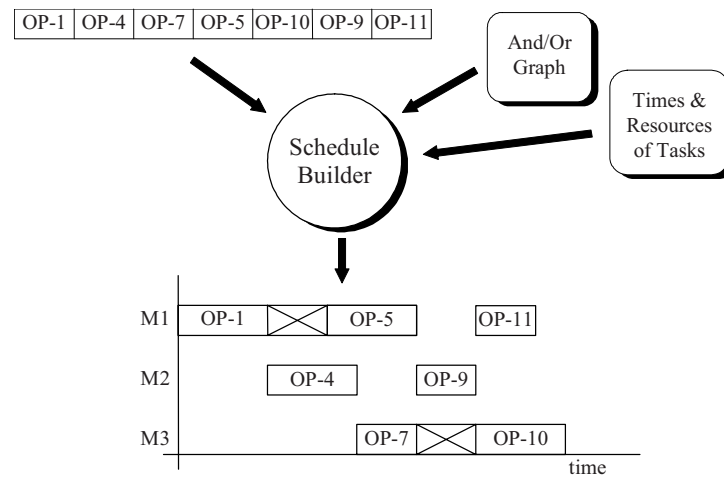 OP-1 OP-4 OP-7 OP-5 OP-10 OP-9 OP-11
And/Or
Graph
Times &
Resources
of Tasks
Schedule
Builder
M1 OP-1 OP-5 OP-11
M2 OP-4 OP-9
M3 OP-7 OP-10
time